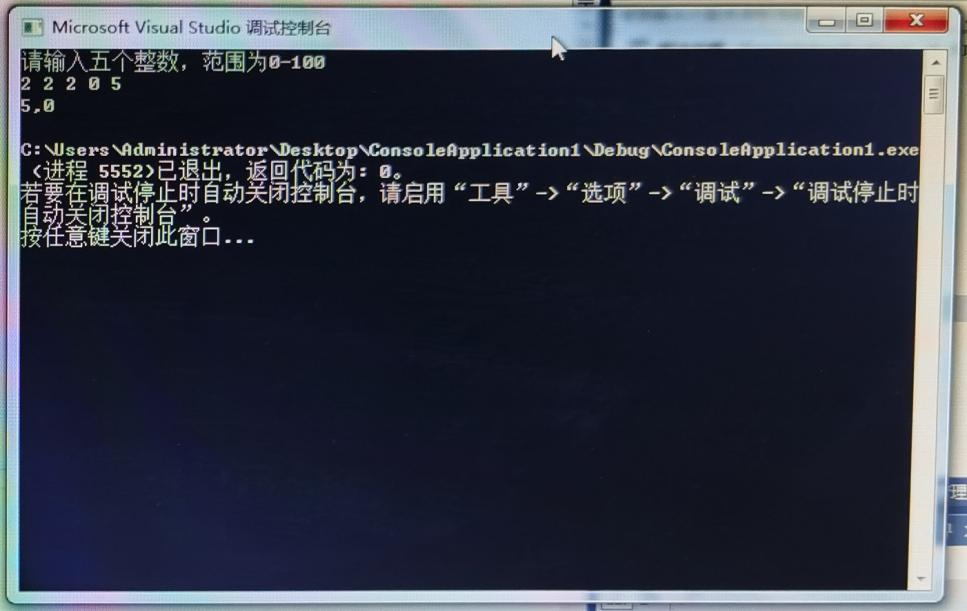 Microsoft Visual Studio 调试控制台
请输入五个整数，范围为0-100
2 2 2 0 5
5,0
C:\Users\Administrator\Desktop\ConsoleApplication1\Debug\ConsoleApplication1.exe
（进程 5552)已退出，返回代码为: 0。
若要在调试停止时自动关闭控制台，请启用“工具”->“选项”->“调试”->“调试停止时
自动关闭控制台”。
按任意键关闭此窗口...
理